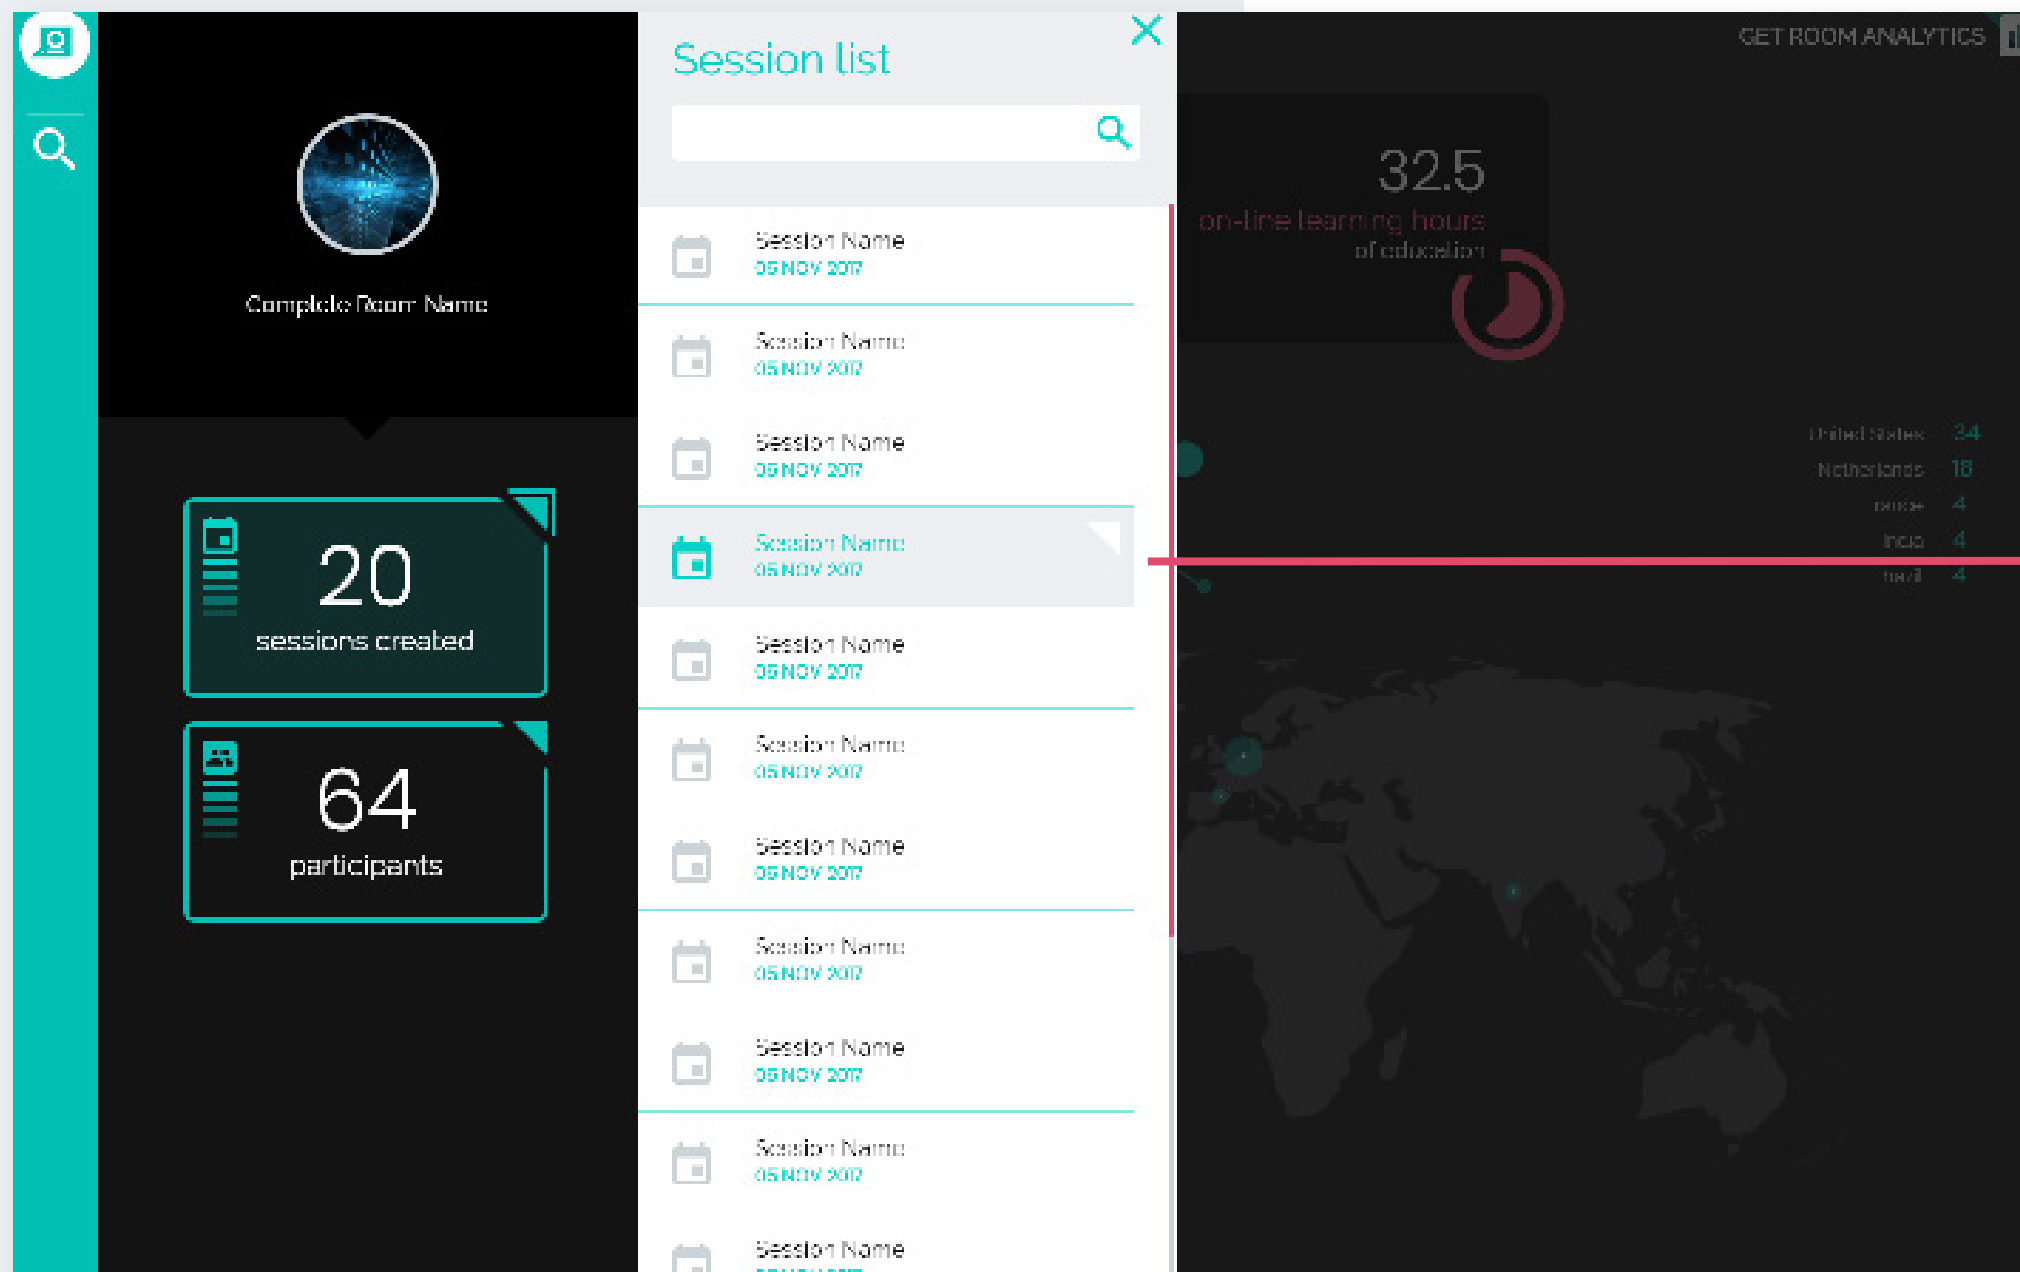 Complete Room Name
20
sessions created
64
participants
Session list
Session Name
05 NOV 2017
Session Name
05 NOV 2017
Session Name
05 NOV 2017
Session Name
05 NOV 2017
Session Name
05 NOV 2017
Session Name
05 NOV 2017
Session Name
05 NOV 2017
Session Name
05 NOV 2017
Session Name
05 NOV 2017
Session Name
05 NOV 2017
Session Name
GET ROOM ANALYTICS
32.5
on-line learning hours
of education
United States 34
Netherlands 18
4
India 4
4